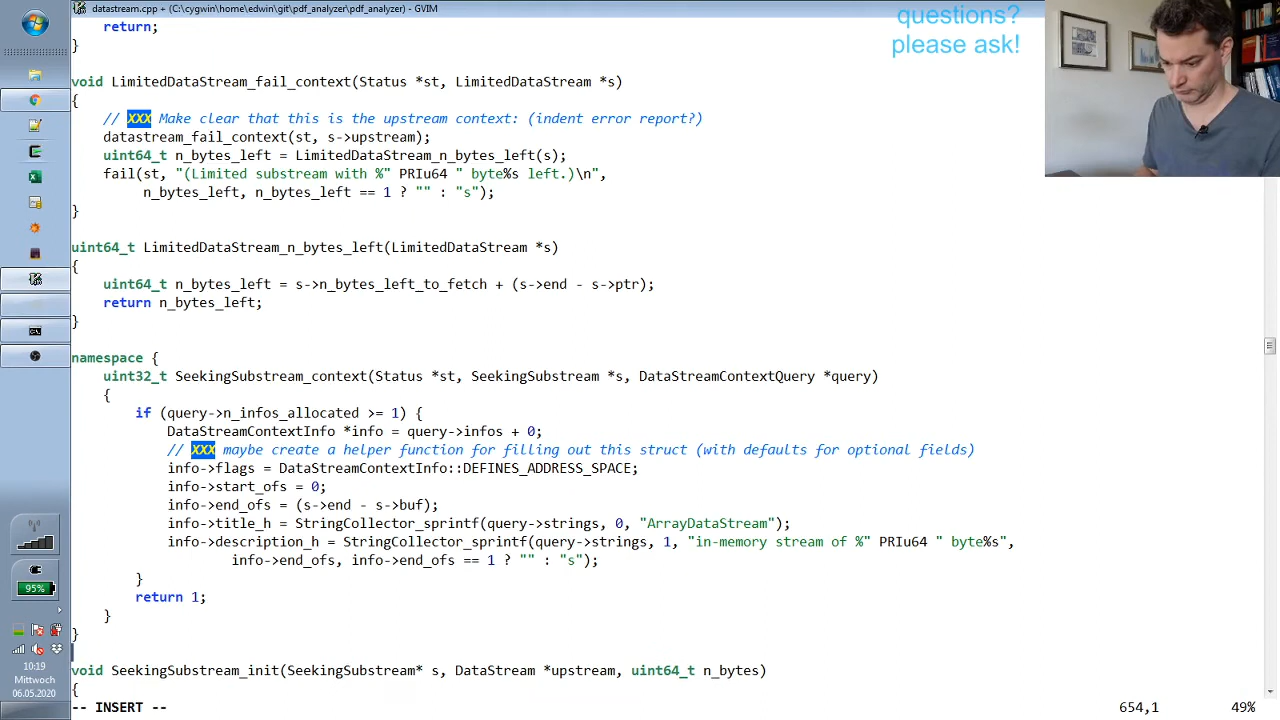 datastream.cpp + (C:\cygwin\home\edwin\git\pdf_analyzer\pdf_analyzer) - GVIM
questions?
please ask!
return;
}
void LimitedDataStream_fail_context(Status *st, LimitedDataStream *s)
{
// XXX Make clear that this is the upstream context: (indent error report?)
datastream_fail_context(st, s->upstream);
uint64_t n_bytes_left = LimitedDataStream_n_bytes_left(s);
fail(st, "(Limited substream with %" PRIu64 " byte%s left.)\n",
n_bytes_left, n_bytes_left == 1 ? "" : "s");
}
uint64_t LimitedDataStream_n_bytes_left(LimitedDataStream *s)
{
uint64_t n_bytes_left = s->n_bytes_left_to_fetch + (s->end - s->ptr);
return n_bytes_left;
}
namespace {
uint32_t SeekingSubstream_context(Status *st, SeekingSubstream *s, DataStreamContextQuery *query)
{
if (query->n_infos_allocated >= 1) {
DataStreamContextInfo *info = query->infos + 0;
// XXX maybe create a helper function for filling out this struct (with defaults for optional fields)
info->flags = DataStreamContextInfo::DEFINES_ADDRESS_SPACE;
info->start_ofs = 0;
info->end_ofs = (s->end - s->buf);
info->title_h = StringCollector_sprintf(query->strings, 0, "ArrayDataStream");
info->description_h = StringCollector_sprintf(query->strings, 1, "in-memory stream of %" PRIu64 " byte%s",
info->end_ofs, info->end_ofs == 1 ? "" : "s");
}
return 1;
}
}
void SeekingSubstream_init(SeekingSubstream* s, DataStream *upstream, uint64_t n_bytes)
{
-- INSERT --
654,1
49%
95%
10:19
Mittwoch
06.05.2020